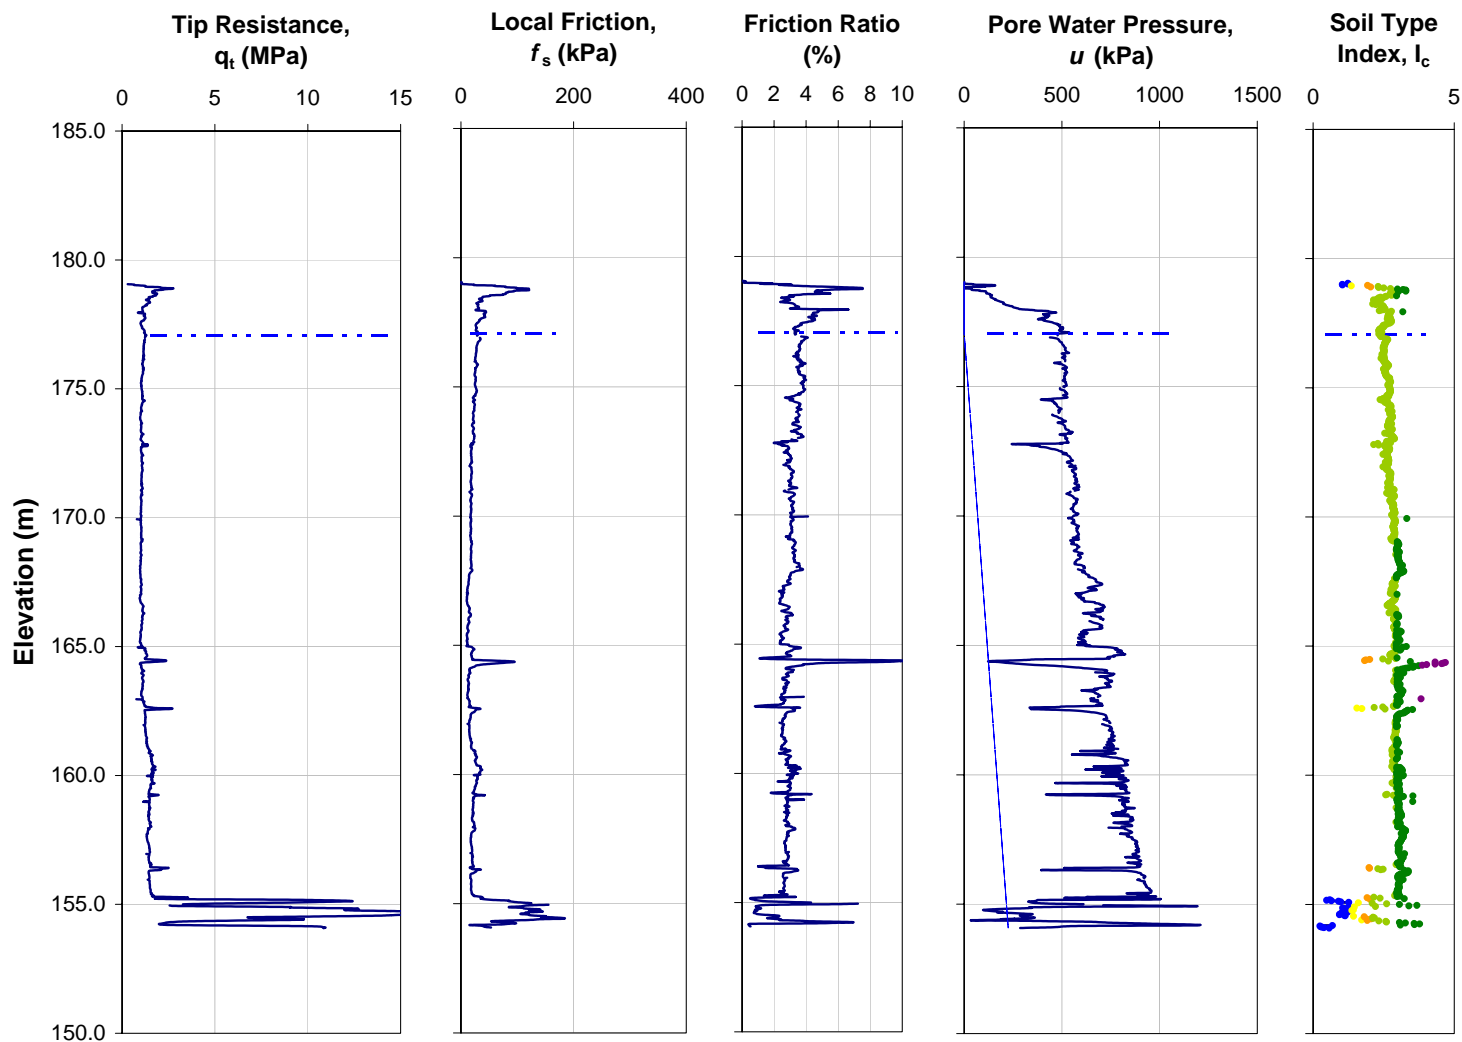 Tip Resistance,
qt (MPa)
Local Friction,
fs (kPa)
Friction Ratio
(%)
Pore Water Pressure,
u (kPa)
Soil Type
Index, Ic
0 5 10 15
0 200 400
0 2 4 6 8 10
0 500 1000 1500
0 5
Elevation (m)
185.0
180.0
175.0
170.0
165.0
160.0
155.0
150.0